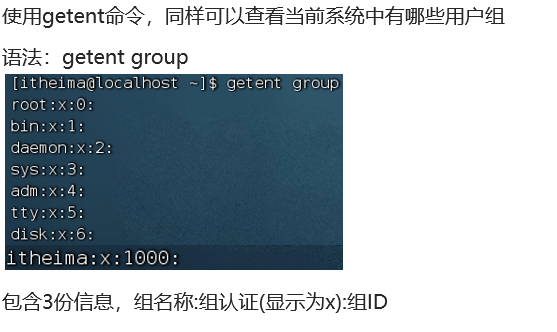 使用getent命令，同样可以查看当前系统中有哪些用户组
语法：getent group
[itheima@localhost ~]$ getent group
root:x:0:
bin:x:1:
daemon:x:2:
sys:x:3:
adm:x:4:
tty:x:5:
disk:x:6:
itheima:x:1000:
包含3份信息，组名称:组认证(显示为x):组ID